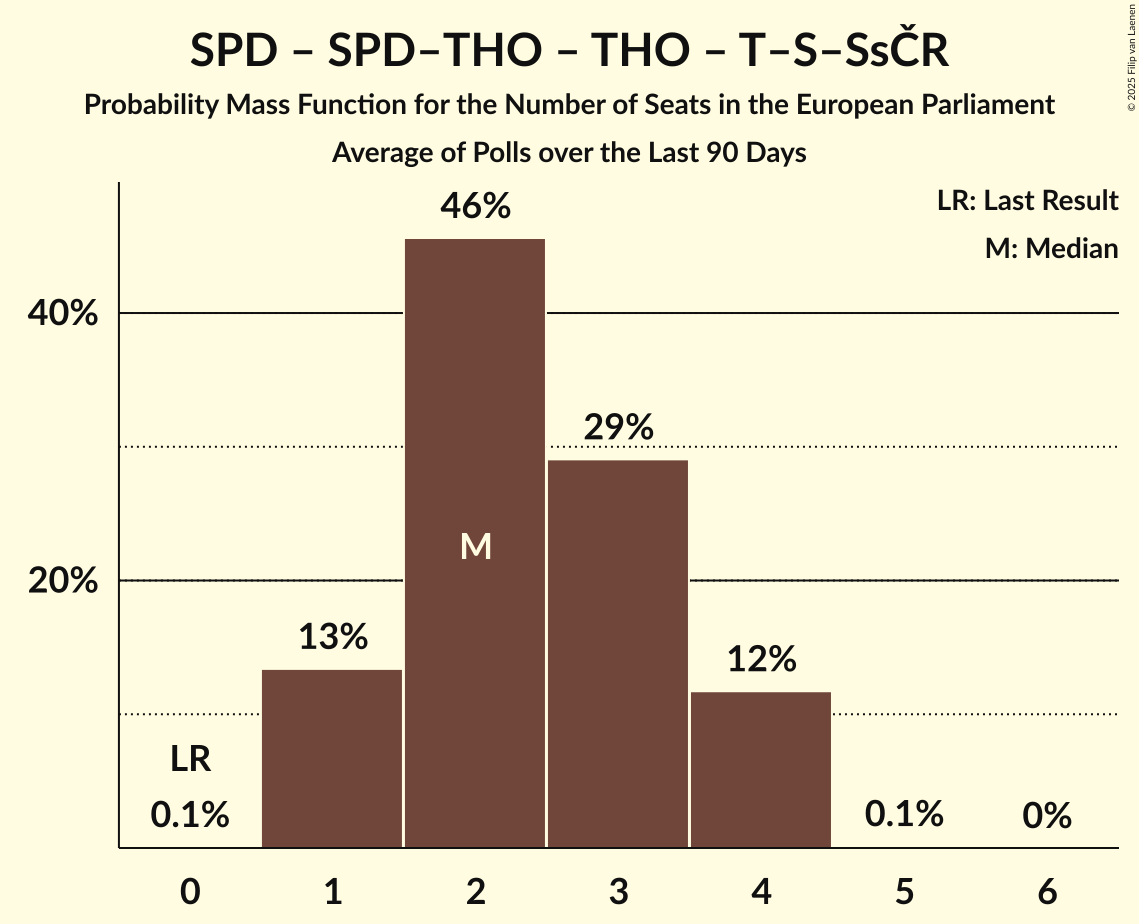 SPD – SPD–THO – THO – T–S–SsČR
Probability Mass Function for the Number of Seats in the European Parliament
Average of Polls over the Last 90 Days
© 2025 Filip van Laenen
LR: Last Result
M: Median
46%
40%
29%
M
20%
13%
12%
LR
0.1%
0.1%
0%
0 1 2 3 4 5 6